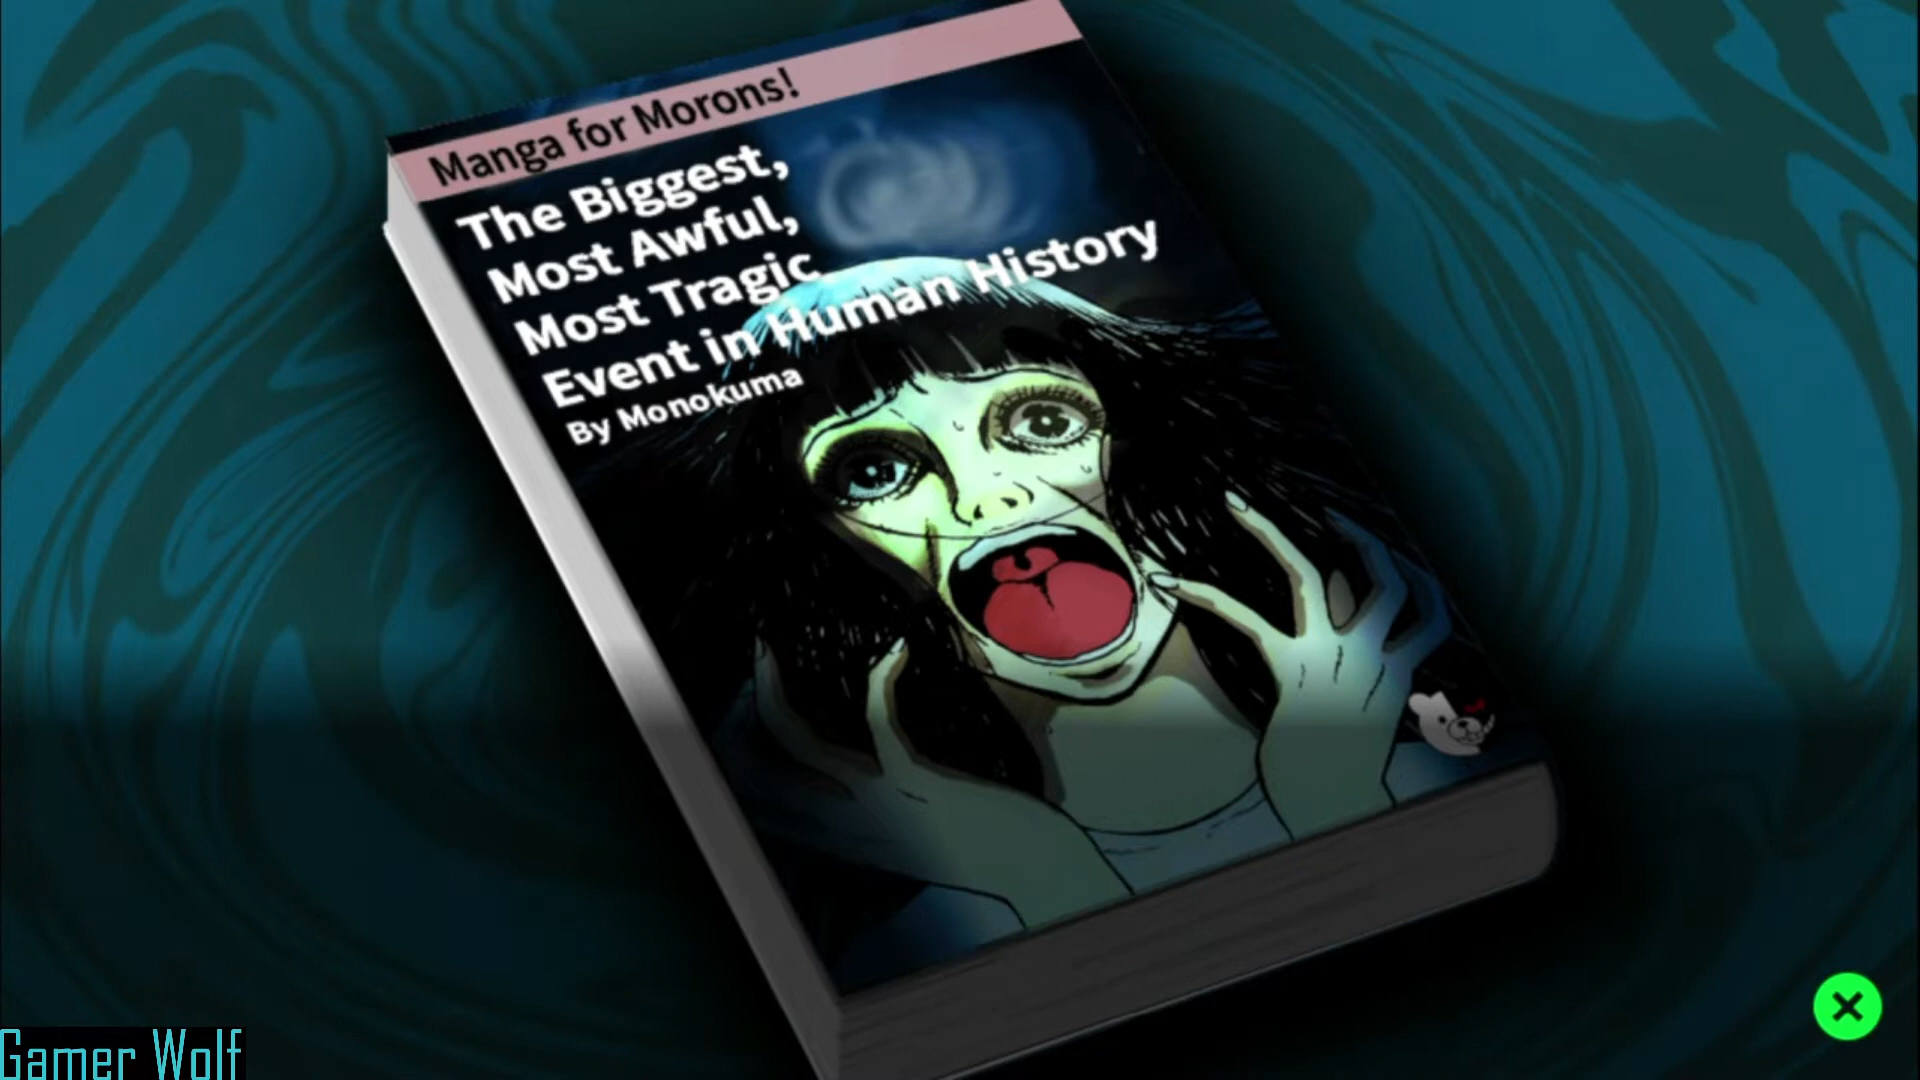 Manga for Morons!
The Biggest,
Most Awful,
Most Tragic
Event in Human History
By Monokuma
Gamer Wolf